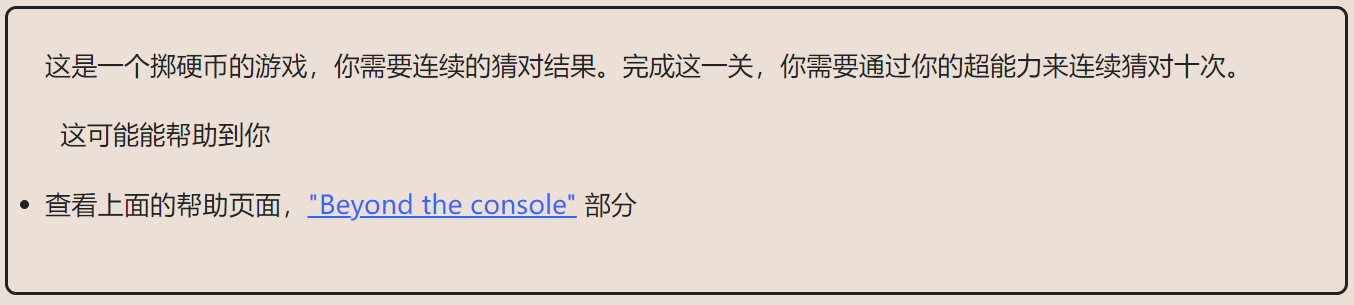 这是一个掷硬币的游戏，你需要连续的猜对结果。完成这一关，你需要通过你的超能力来连续猜对十次。
这可能能帮助到你
查看上面的帮助页面，"Beyond the console" 部分